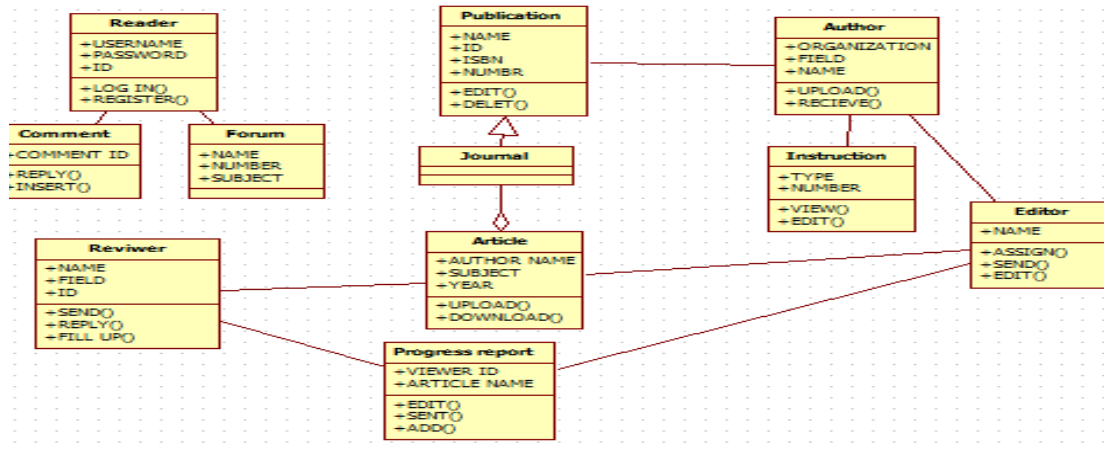 Reader
+USERNAME
+PASSWORD
+ID
+LOG IN()
+REGISTER()
Publication
+NAME
+ID
+ISBN
+NUMBR
+EDIT()
+DELET()
Author
+ORGANIZATION
+FIELD
+NAME
+UPLOAD()
+RECIEVE()
Comment
+COMMENT ID
+REPLY()
+INSERT()
Forum
+NAME
+NUMBER
+SUBJECT
Journal
Instruction
+TYPE
+NUMBER
+VIEW()
+EDIT()
Editor
+NAME
+ASSIGN()
+SEND()
+EDIT()
Reviwer
+NAME
+FIELD
+ID
+SEND()
+REPLY()
+FILL UP()
Article
+AUTHOR NAME
+SUBJECT
+YEAR
+UPLOAD()
+DOWNLOAD()
Progress report
+VIEWER ID
+ARTICLE NAME
+EDIT()
+SENT()
+ADD()